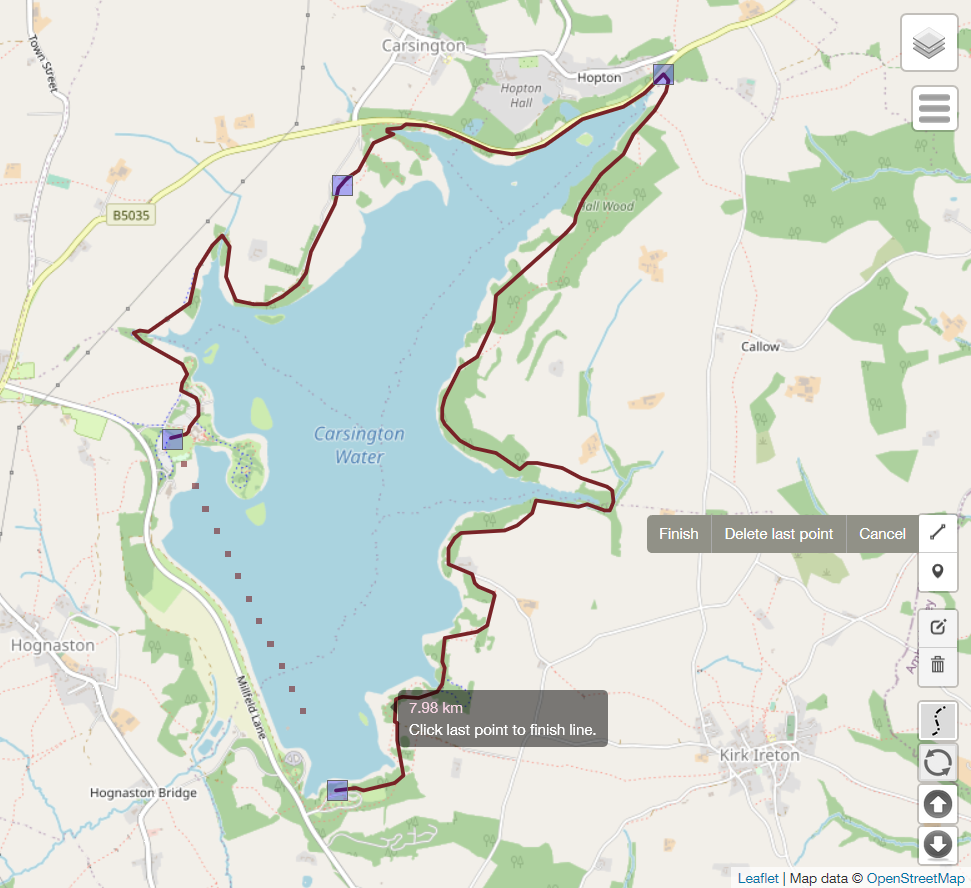 Town Street
Carsington
Hopton
Hopton
Hall
Hall Wood
B5035
Callow
Carsington
Water
Finish
Delete last point
Cancel
Hognaston
Millfield Lane
7.98 km
Click last point to finish line.
Kirk Ireton
Hognaston Bridge
Leaflet | Map data © OpenStreetMap